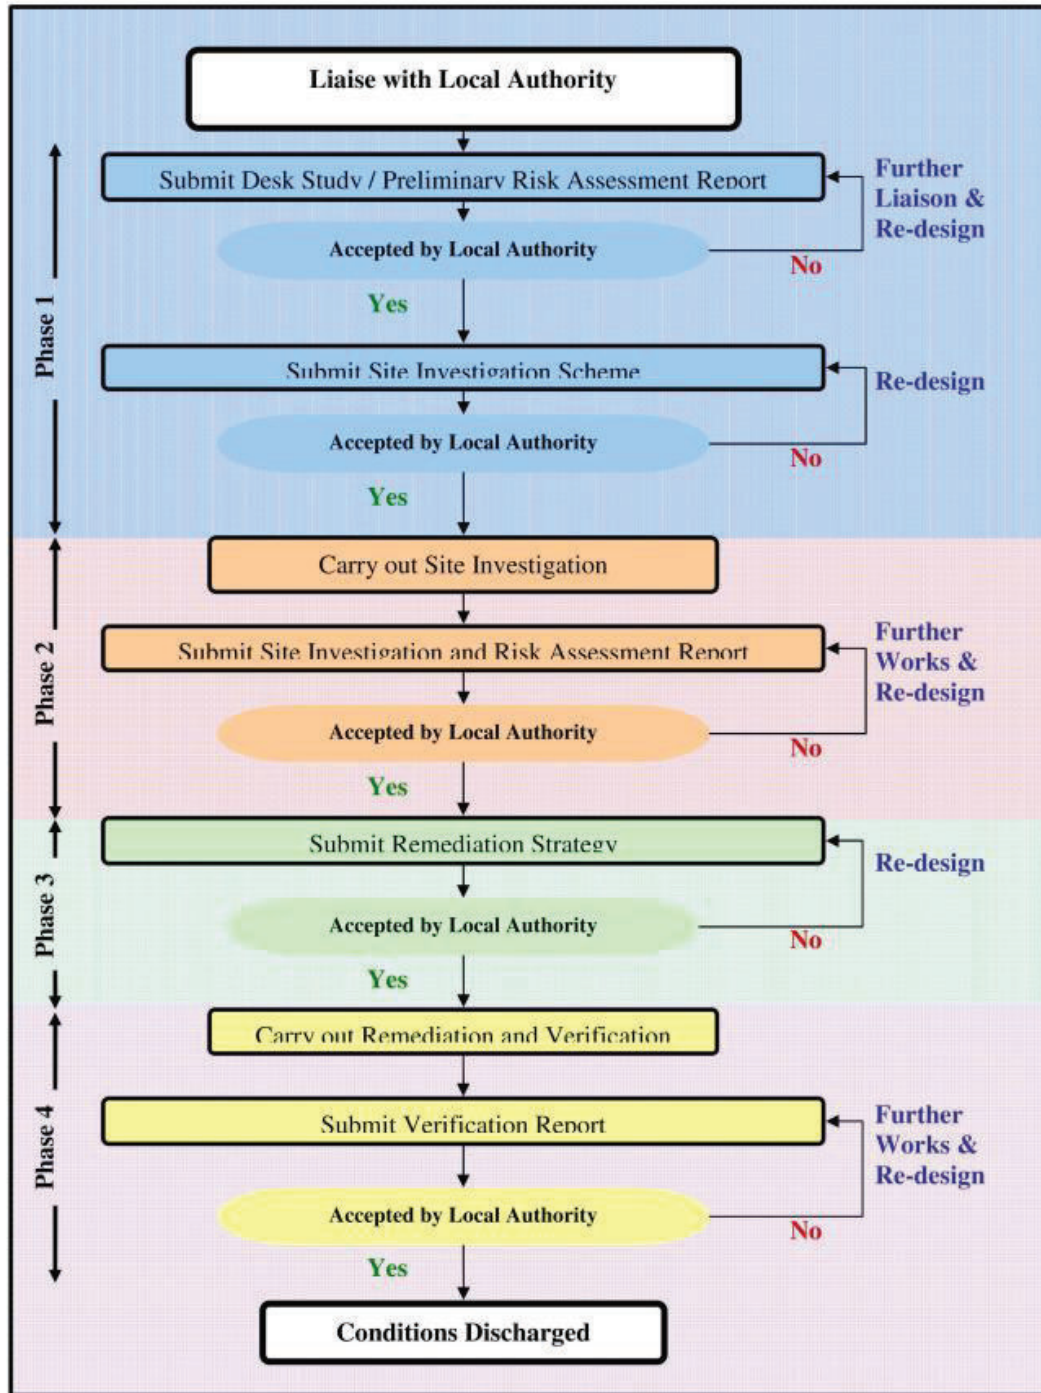 Liaise with Local Authority
Phase 1
Submit Desk Study / Preliminary Risk Assessment Report
Further
Liaison &
Re-design
Accepted by Local Authority
No
Yes
Submit Site Investigation Scheme
Re-design
Accepted by Local Authority
No
Yes
Phase 2
Carry out Site Investigation
Submit Site Investigation and Risk Assessment Report
Further
Works &
Re-design
Accepted by Local Authority
No
Yes
Phase 3
Submit Remediation Strategy
Re-design
Accepted by Local Authority
No
Yes
Phase 4
Carry out Remediation and Verification
Submit Verification Report
Further
Works &
Re-design
Accepted by Local Authority
No
Yes
Conditions Discharged